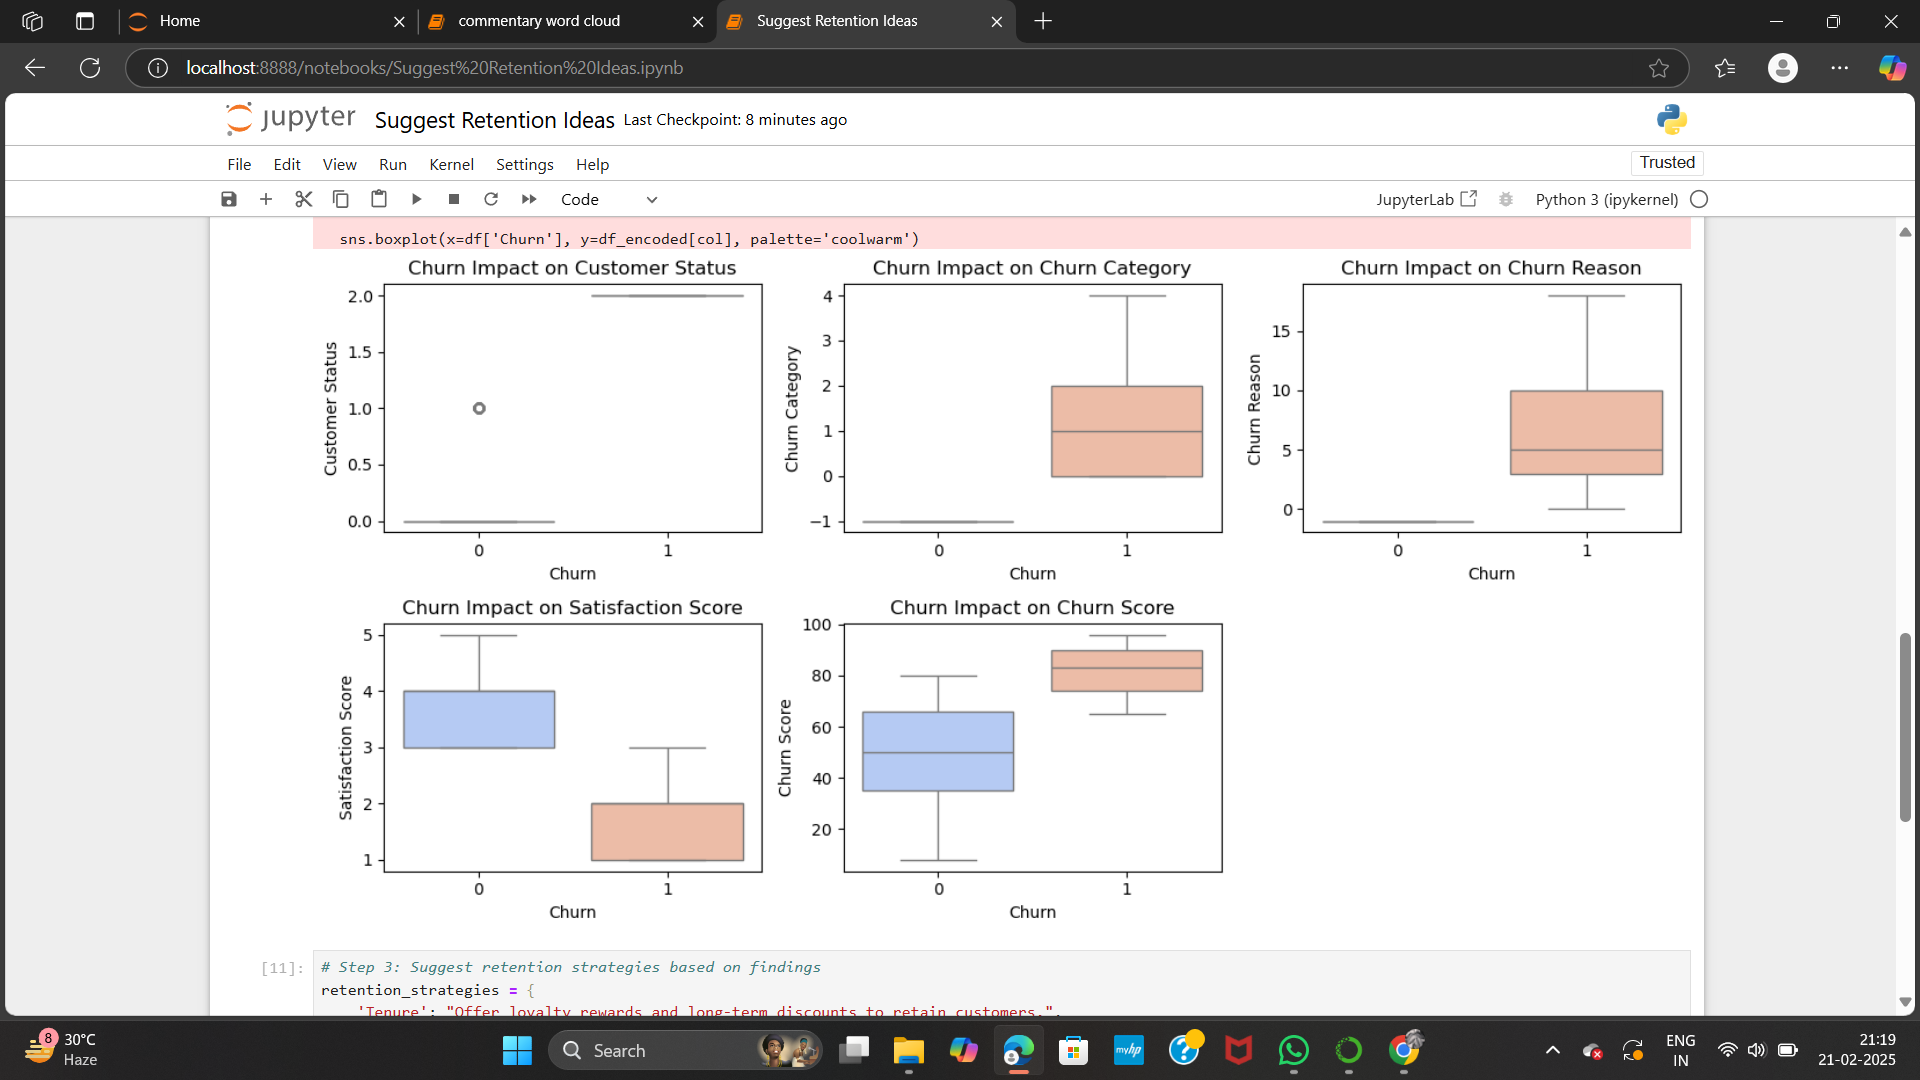 Home
commentary word cloud
Suggest Retention Ideas
localhost:8888/notebooks/Suggest%20Retention%20Ideas.ipynb
jupyter Suggest Retention Ideas Last Checkpoint: 8 minutes ago
File Edit View Run Kernel Settings Help
Trusted
Code
JupyterLab
Python 3 (ipykernel)
sns.boxplot(x=df['Churn'], y=df_encoded[col], palette='coolwarm')
Churn Impact on Customer Status
Customer Status
2.0
1.5
1.0
0.5
0.0
0 1
Churn
Churn Impact on Churn Category
Churn Category
4
3
2
1
0
−1
0 1
Churn
Churn Impact on Churn Reason
Churn Reason
15
10
5
0
0 1
Churn
Churn Impact on Satisfaction Score
Satisfaction Score
5
4
3
2
1
0 1
Churn
Churn Impact on Churn Score
Churn Score
100
80
60
40
20
0 1
Churn
[11]:
# Step 3: Suggest retention strategies based on findings
retention_strategies = {
'Tenure': "Offer loyalty rewards and long-term discounts to retain customers.",
8
30°C
Haze
Search
myhp
ENG
IN
21:19
21-02-2025